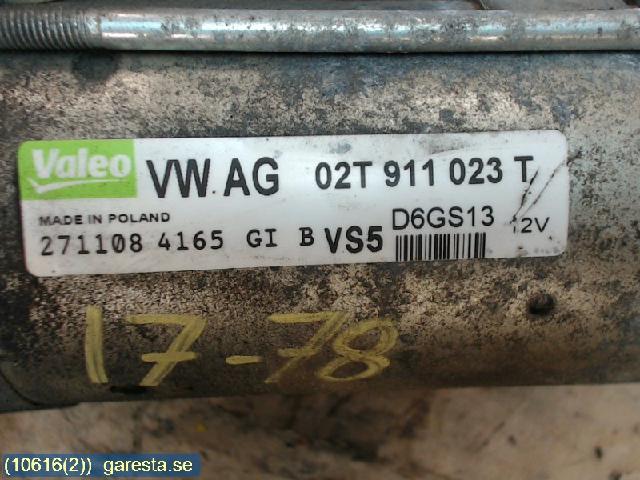 Valeo VW.AG 02T 911 023 T
MADE IN POLAND
271108 4165 GI B VS5 D6GS13 12V
17-78
(10616(2)) garesta.se